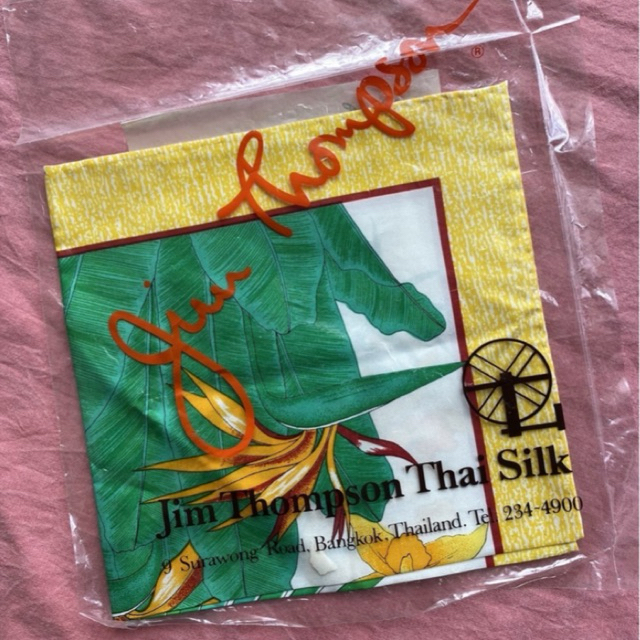 Jim Thompson ®
Jim Thompson Thai Silk
9 Surawong Road, Bangkok, Thailand. Tel. 234-4900